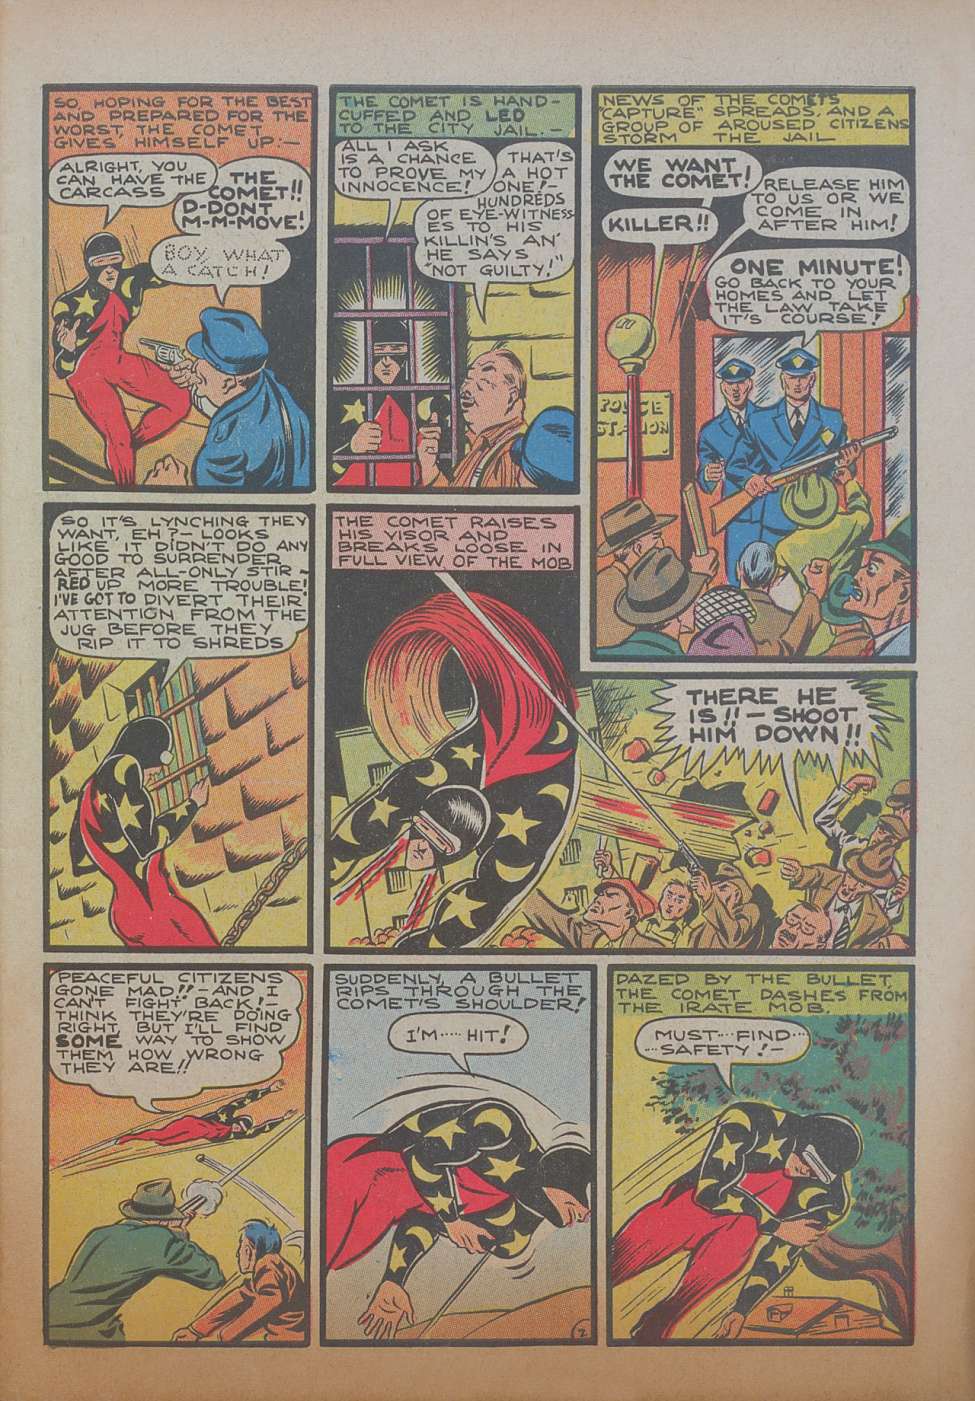 SO, HOPING FOR THE BEST
AND PREPARED FOR THE
WORST, THE COMET
GIVES HIMSELF UP:—
ALRIGHT, YOU
CAN HAVE THE
CARCASS
THE
COMET!!
D-DONT
M-M-MOVE!
BOY, WHAT
A CATCH!
THE COMET IS HAND-
CUFFED AND LED
TO THE CITY JAIL.—
ALL I ASK
IS A CHANCE
TO PROVE MY
INNOCENCE!
THAT'S
A HOT
ONE!—
HUNDREDS
OF EYE-WITNESS
ES TO HIS
KILLIN'S AN'
HE SAYS
"NOT GUILTY!"
NEWS OF THE COMET'S
"CAPTURE" SPREADS, AND A
GROUP OF AROUSED CITIZENS
STORM THE JAIL
WE WANT
THE COMET!
KILLER!!
RELEASE HIM
TO US OR WE
COME IN
AFTER HIM!
ONE MINUTE!
GO BACK TO YOUR
HOMES AND LET
THE LAW TAKE
IT'S COURSE!
POLICE
STATION
SO IT'S LYNCHING THEY
WANT, EH?— LOOKS
LIKE IT DIDN'T DO ANY
GOOD TO SURRENDER
AFTER ALL—ONLY STIR-
RED UP MORE TROUBLE!
I'VE GOT TO DIVERT THEIR
ATTENTION FROM THE
JUG BEFORE THEY
RIP IT TO SHREDS
THE COMET RAISES
HIS VISOR AND
BREAKS LOOSE IN
FULL VIEW OF THE MOB
THERE HE
IS!!— SHOOT
HIM DOWN!!
PEACEFUL CITIZENS
GONE MAD!!—AND I
CAN'T FIGHT BACK! I
THINK THEY'RE DOING
RIGHT, BUT I'LL FIND
SOME WAY TO SHOW
THEM HOW WRONG
THEY ARE!!
SUDDENLY, A BULLET
RIPS THROUGH THE
COMET'S SHOULDER!
I'M---- HIT!
2
DAZED BY THE BULLET,
THE COMET DASHES FROM
THE IRATE MOB.
MUST---FIND---
---SAFETY!—